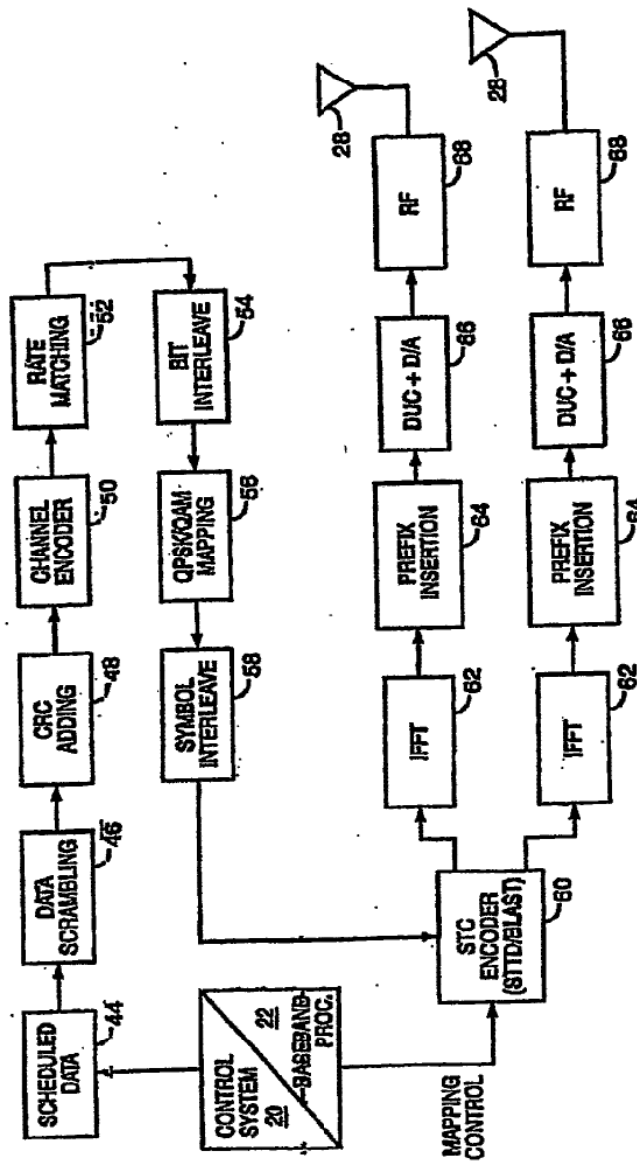 SCHEDULED
DATA
44
DATA
SCRAMBLING
46
CRC
ADDING
48
CHANNEL
ENCODER
50
RATE
MATCHING
52
BIT
INTERLEAVE
54
QPSK/QAM
MAPPING
56
SYMBOL
INTERLEAVE
58
CONTROL
SYSTEM
20
22
BASEBAND
PROC.
MAPPING
CONTROL
STC
ENCODER
(STTD/BLAST)
60
IFFT
62
PREFIX
INSERTION
64
DUC + D/A
66
RF
68
28
IFFT
62
PREFIX
INSERTION
64
DUC + D/A
66
RF
68
28